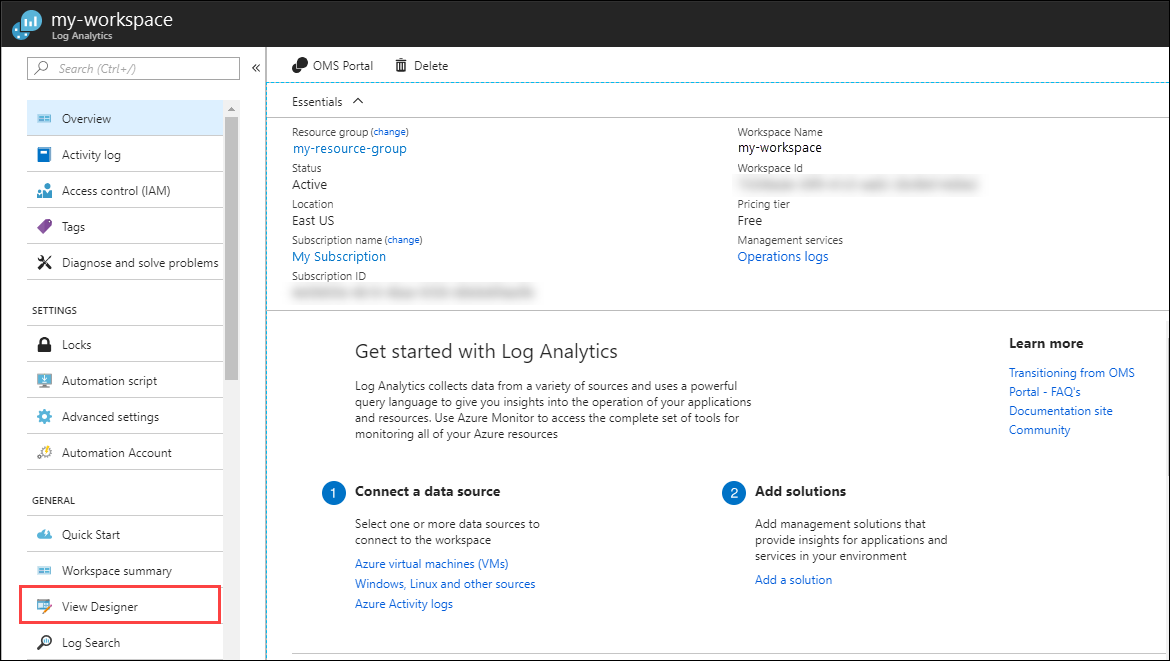 my-workspace
Log Analytics
Search (Ctrl+/)
«
Overview
Activity log
Access control (IAM)
Tags
Diagnose and solve problems
SETTINGS
Locks
Automation script
Advanced settings
Automation Account
GENERAL
Quick Start
Workspace summary
View Designer
Log Search
OMS Portal
Delete
Essentials
Resource group (change)
my-resource-group
Status
Active
Location
East US
Subscription name (change)
My Subscription
Subscription ID
Workspace Name
my-workspace
Workspace Id
Pricing tier
Free
Management services
Operations logs
Get started with Log Analytics
Log Analytics collects data from a variety of sources and uses a powerful
query language to give you insights into the operation of your applications
and resources. Use Azure Monitor to access the complete set of tools for
monitoring all of your Azure resources
1 Connect a data source
Select one or more data sources to
connect to the workspace
Azure virtual machines (VMs)
Windows, Linux and other sources
Azure Activity logs
2 Add solutions
Add management solutions that
provide insights for applications and
services in your environment
Add a solution
Learn more
Transitioning from OMS
Portal - FAQ's
Documentation site
Community